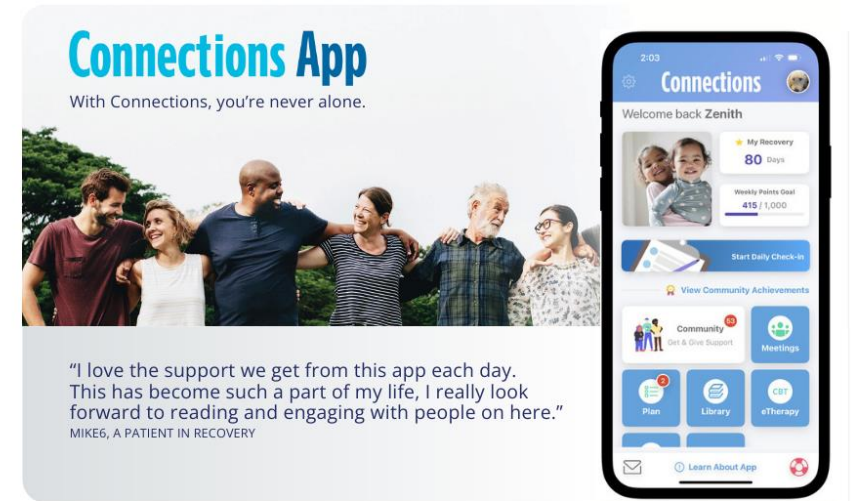 Connections App
With Connections, you're never alone.
"I love the support we get from this app each day.
This has become such a part of my life, I really look
forward to reading and engaging with people on here."
MIKE6, A PATIENT IN RECOVERY
2:03
Connections
Welcome back Zenith
My Recovery
80 Days
Weekly Points Goal
415 / 1,000
Start Daily Check-in
View Community Achievements
63
Community
Get & Give Support
Meetings
2
Plan
Library
CBT
eTherapy
Learn About App